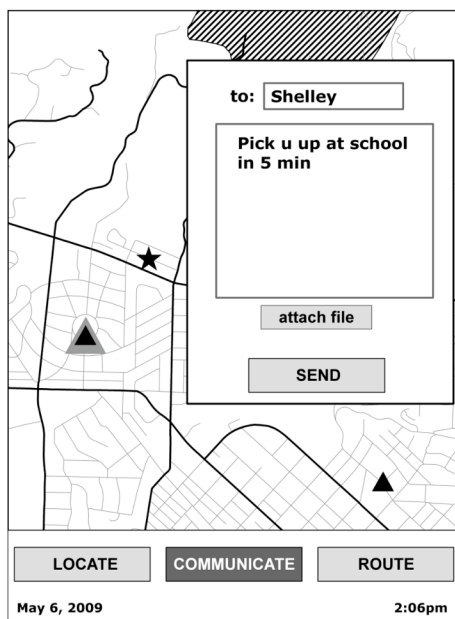 to: Shelley
Pick u up at school
in 5 min
attach file
SEND
LOCATE COMMUNICATE ROUTE
May 6, 2009 2:06pm